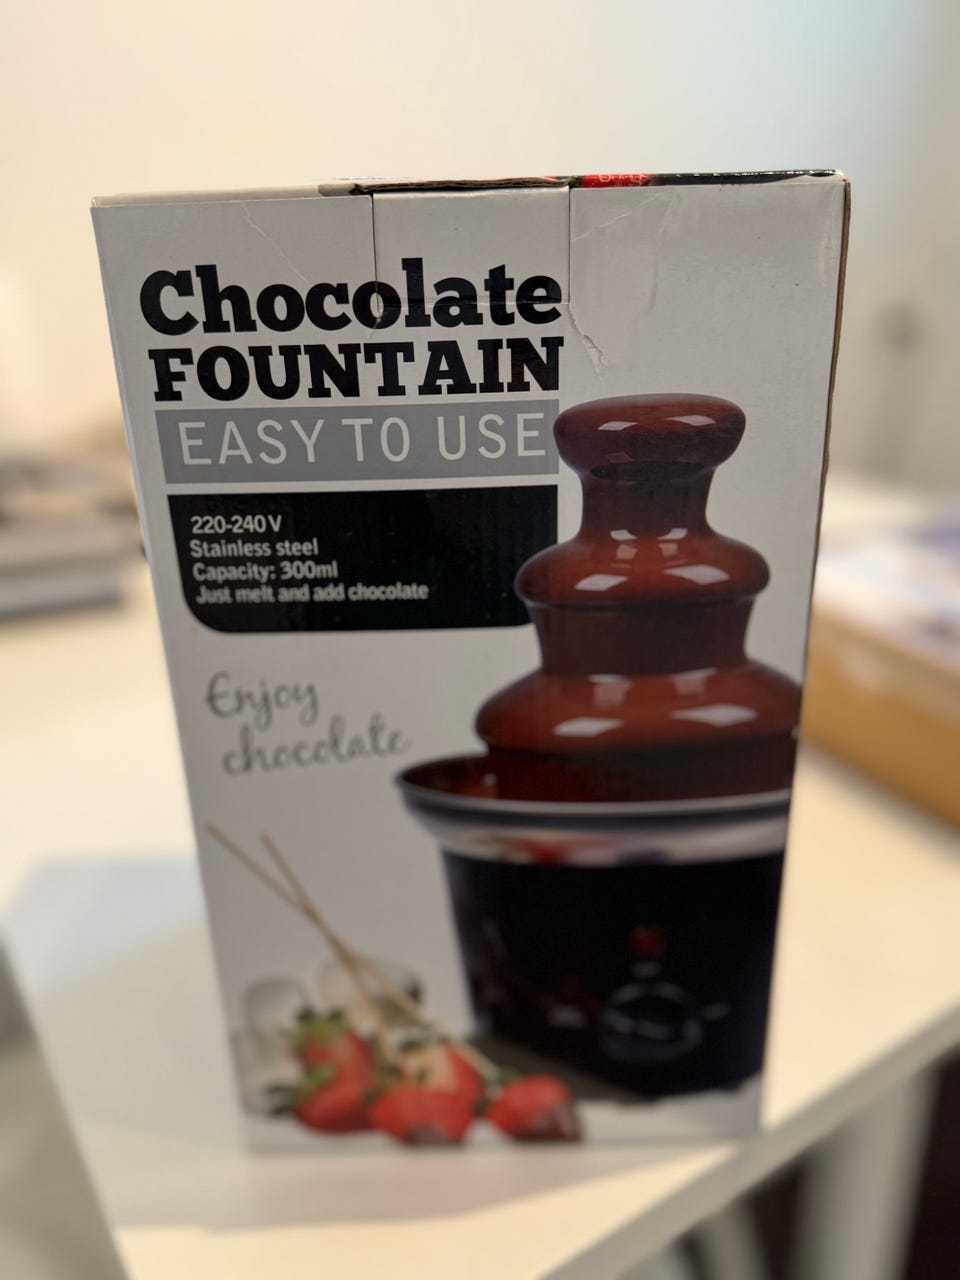 Chocolate
FOUNTAIN
EASY TO USE
220-240V
Stainless steel
Capacity: 300ml
Just melt and add chocolate
Enjoy
chocolate